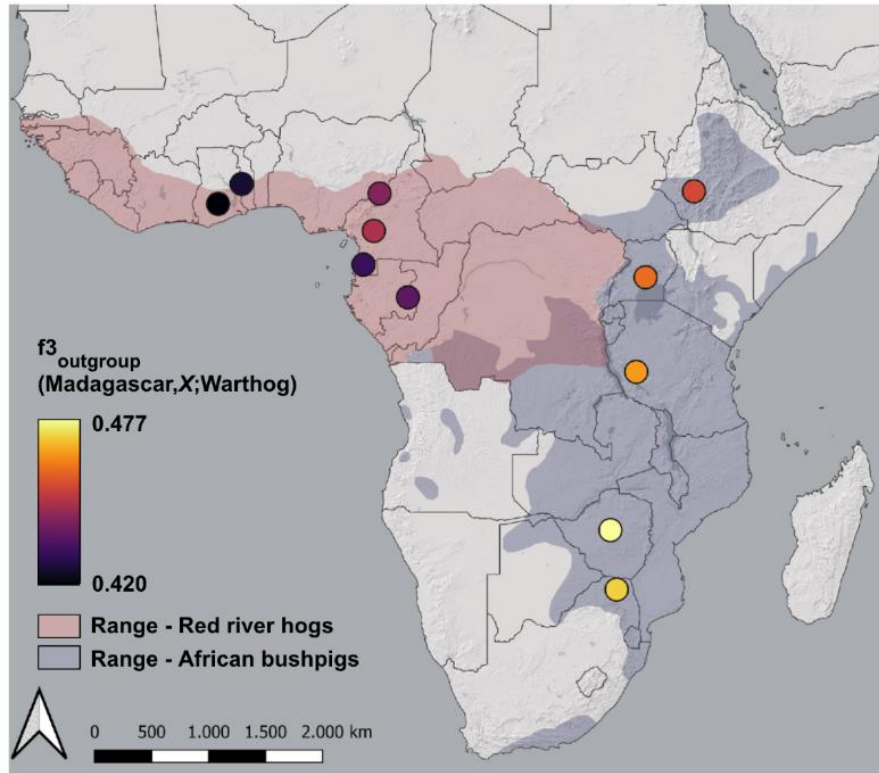 f3outgroup
(Madagascar,X;Warthog)
0.477
0.420
Range - Red river hogs
Range - African bushpigs
0 500 1.000 1.500 2.000 km